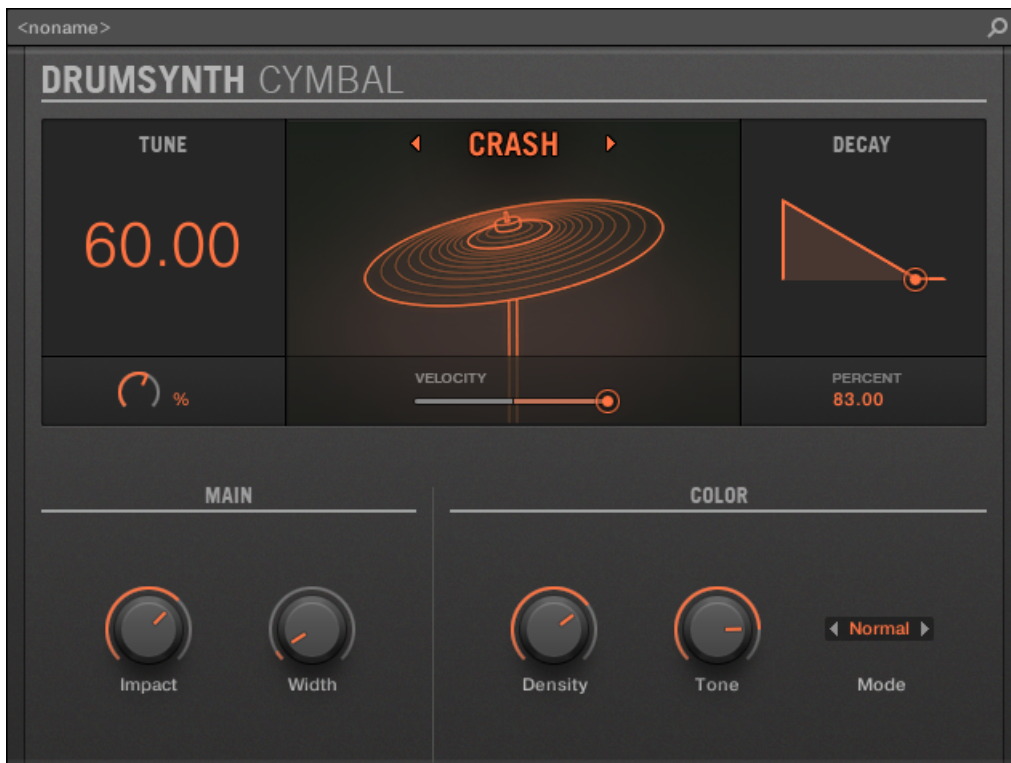 <noname>
DRUMSYNTH CYMBAL
TUNE
CRASH
DECAY
60.00
%
VELOCITY
PERCENT
83.00
MAIN
COLOR
Impact
Width
Density
Tone
Normal
Mode